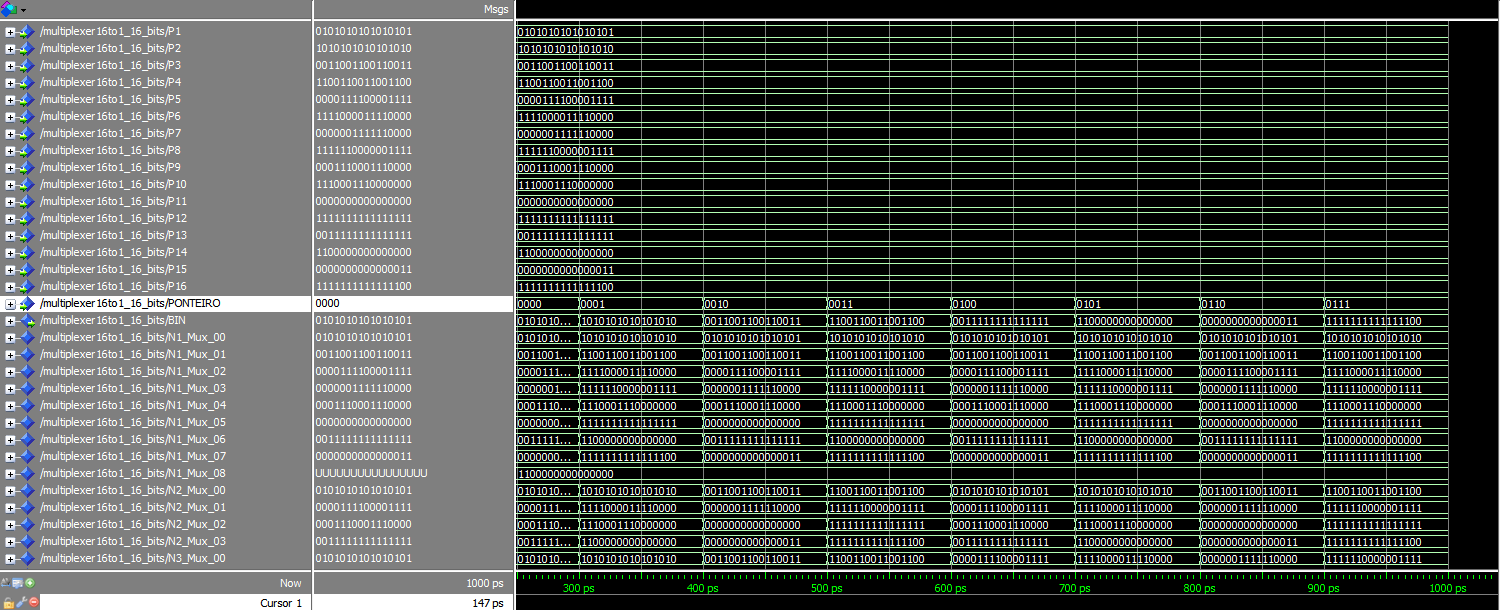 Msgs
/multiplexer16to1_16_bits/P1 0101010101010101 0101010101010101
/multiplexer16to1_16_bits/P2 1010101010101010 1010101010101010
/multiplexer16to1_16_bits/P3 0011001100110011 0011001100110011
/multiplexer16to1_16_bits/P4 1100110011001100 1100110011001100
/multiplexer16to1_16_bits/P5 0000111100001111 0000111100001111
/multiplexer16to1_16_bits/P6 1111000011110000 1111000011110000
/multiplexer16to1_16_bits/P7 0000001111110000 0000001111110000
/multiplexer16to1_16_bits/P8 1111110000001111 1111110000001111
/multiplexer16to1_16_bits/P9 0001110001110000 0001110001110000
/multiplexer16to1_16_bits/P10 1110001110000000 1110001110000000
/multiplexer16to1_16_bits/P11 0000000000000000 0000000000000000
/multiplexer16to1_16_bits/P12 1111111111111111 1111111111111111
/multiplexer16to1_16_bits/P13 0011111111111111 0011111111111111
/multiplexer16to1_16_bits/P14 1100000000000000 1100000000000000
/multiplexer16to1_16_bits/P15 0000000000000011 0000000000000011
/multiplexer16to1_16_bits/P16 1111111111111100 1111111111111100
/multiplexer16to1_16_bits/PONTEIRO 0000 0000 0001 0010 0011 0100 0101 0110 0111
/multiplexer16to1_16_bits/BIN 0101010101010101 0101010... 1010101010101010 0011001100110011 1100110011001100 0011111111111111 1100000000000000 0000000000000011 1111111111111100
/multiplexer16to1_16_bits/N1_Mux_00 0101010101010101 0101010... 1010101010101010 0101010101010101 1010101010101010 0101010101010101 1010101010101010 0101010101010101 1010101010101010
/multiplexer16to1_16_bits/N1_Mux_01 0011001100110011 0011001... 1100110011001100 0011001100110011 1100110011001100 0011001100110011 1100110011001100 0011001100110011 1100110011001100
/multiplexer16to1_16_bits/N1_Mux_02 0000111100001111 0000111... 1111000011110000 0000111100001111 1111000011110000 0000111100001111 1111000011110000 0000111100001111 1111000011110000
/multiplexer16to1_16_bits/N1_Mux_03 0000001111110000 0000001... 1111110000001111 0000001111110000 1111110000001111 0000001111110000 1111110000001111 0000001111110000 1111110000001111
/multiplexer16to1_16_bits/N1_Mux_04 0001110001110000 0001110... 1110001110000000 0001110001110000 1110001110000000 0001110001110000 1110001110000000 0001110001110000 1110001110000000
/multiplexer16to1_16_bits/N1_Mux_05 0000000000000000 0000000... 1111111111111111 0000000000000000 1111111111111111 0000000000000000 1111111111111111 0000000000000000 1111111111111111
/multiplexer16to1_16_bits/N1_Mux_06 0011111111111111 0011111... 1100000000000000 0011111111111111 1100000000000000 0011111111111111 1100000000000000 0011111111111111 1100000000000000
/multiplexer16to1_16_bits/N1_Mux_07 0000000000000011 0000000... 1111111111111100 0000000000000011 1111111111111100 0000000000000011 1111111111111100 0000000000000011 1111111111111100
/multiplexer16to1_16_bits/N1_Mux_08 UUUUUUUUUUUUUUUU 1100000000000000
/multiplexer16to1_16_bits/N2_Mux_00 0101010101010101 0101010... 1010101010101010 0011001100110011 1100110011001100 0101010101010101 1010101010101010 0011001100110011 1100110011001100
/multiplexer16to1_16_bits/N2_Mux_01 0000111100001111 0000111... 1111000011110000 0000001111110000 1111110000001111 0000111100001111 1111000011110000 0000001111110000 1111110000001111
/multiplexer16to1_16_bits/N2_Mux_02 0001110001110000 0001110... 1110001110000000 0000000000000000 1111111111111111 0001110001110000 1110001110000000 0000000000000000 1111111111111111
/multiplexer16to1_16_bits/N2_Mux_03 0011111111111111 0011111... 1100000000000000 0000000000000011 1111111111111100 0011111111111111 1100000000000000 0000000000000011 1111111111111100
/multiplexer16to1_16_bits/N3_Mux_00 0101010101010101 0101010... 1010101010101010 0011001100110011 1100110011001100 0000111100001111 1111000011110000 0000001111110000 1111110000001111
Now 1000 ps 300 ps 400 ps 500 ps 600 ps 700 ps 800 ps 900 ps 1000 ps
Cursor 1 147 ps